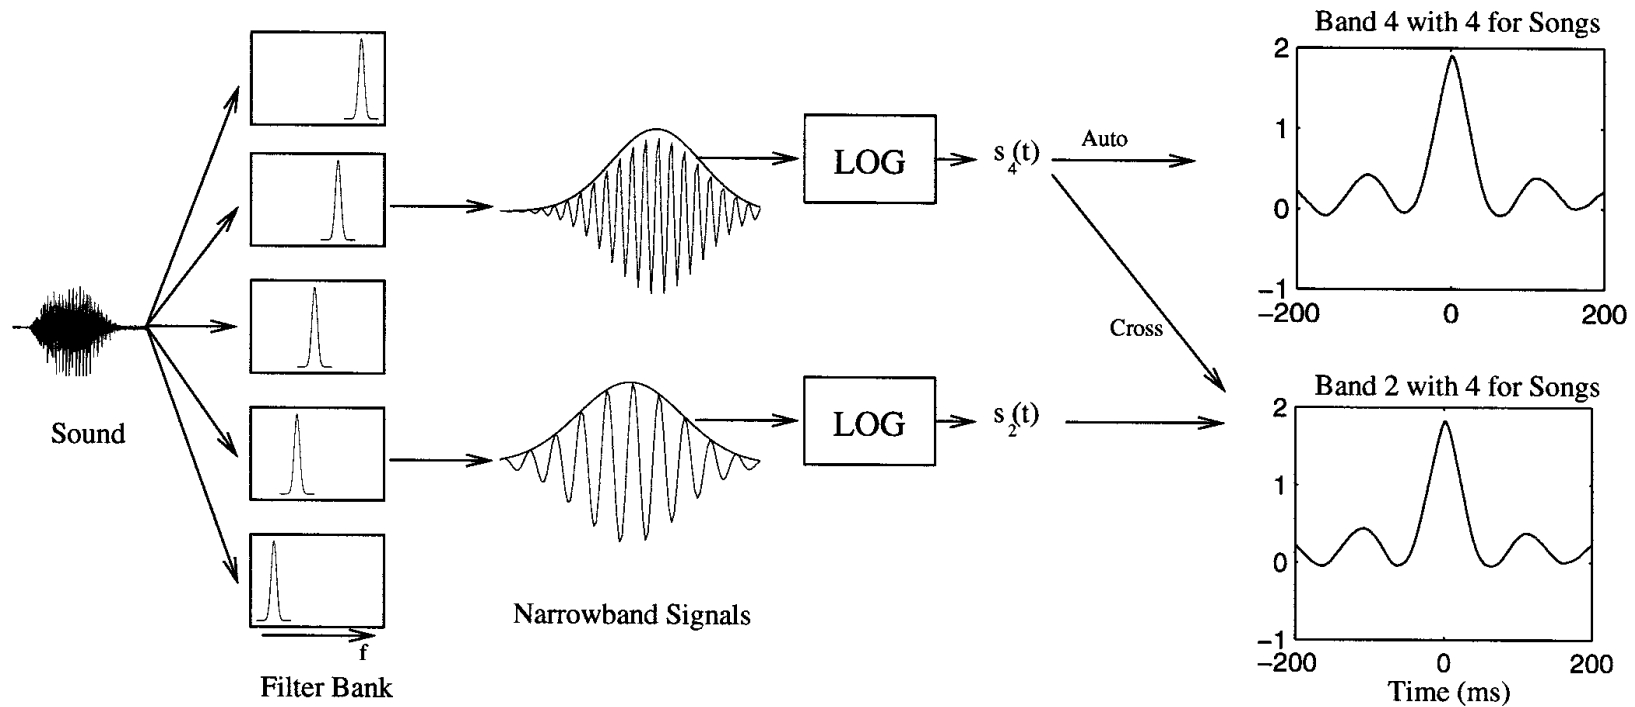 Band 4 with 4 for Songs
2
1
0
−1
−200 0 200
LOG
s₄(t)
Auto
Cross
Sound
LOG
s₂(t)
Band 2 with 4 for Songs
2
1
0
−1
−200 0 200
Time (ms)
Narrowband Signals
f
Filter Bank